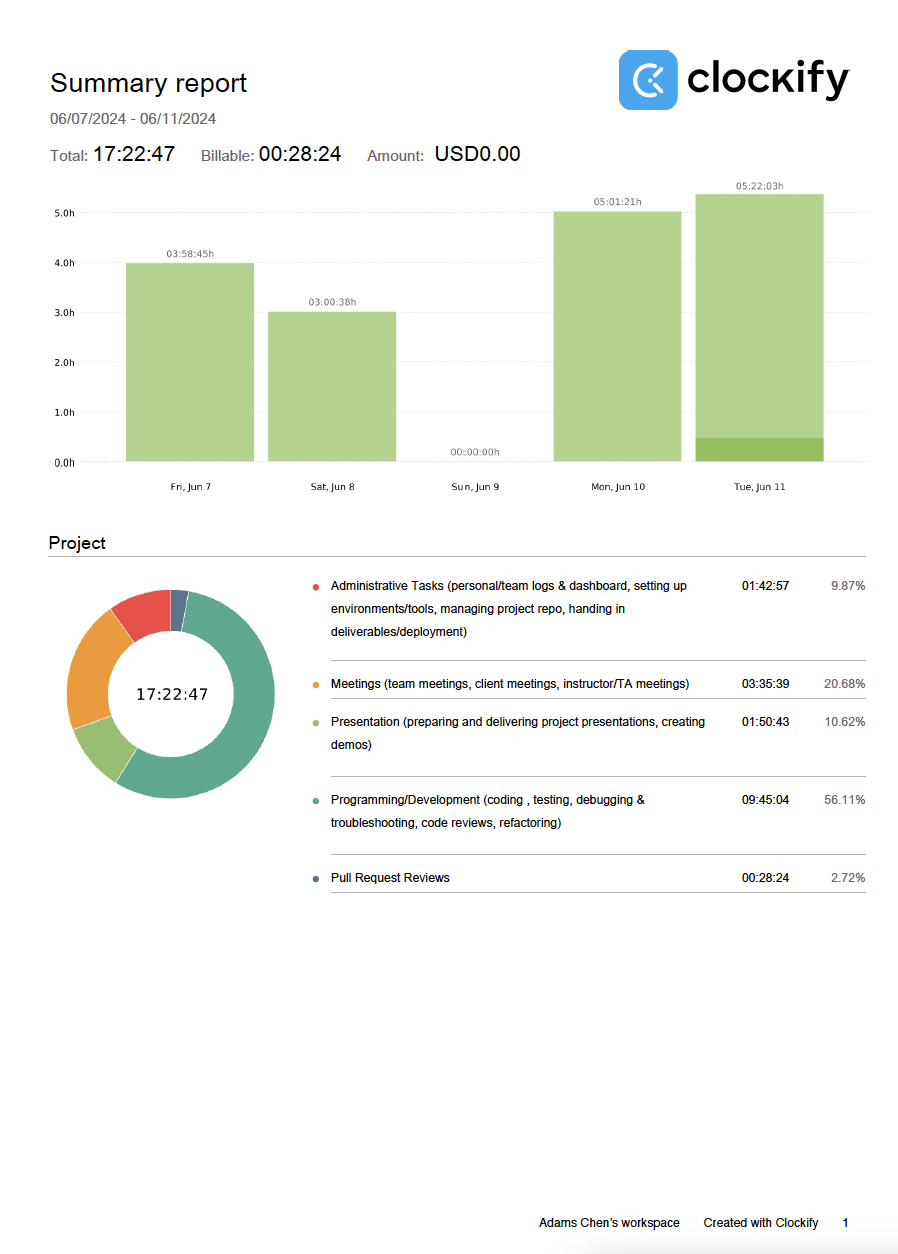 Summary report
clockify
06/07/2024 - 06/11/2024
Total: 17:22:47 Billable: 00:28:24 Amount: USD0.00
05:22:03h
05:01:21h
5.0h
03:58:45h
4.0h
03:00:38h
3.0h
2.0h
1.0h
00:00:00h
0.0h
Fri, Jun 7 Sat, Jun 8 Sun, Jun 9 Mon, Jun 10 Tue, Jun 11
Project
17:22:47
Administrative Tasks (personal/team logs & dashboard, setting up 01:42:57 9.87%
environments/tools, managing project repo, handing in
deliverables/deployment)
Meetings (team meetings, client meetings, instructor/TA meetings) 03:35:39 20.68%
Presentation (preparing and delivering project presentations, creating 01:50:43 10.62%
demos)
Programming/Development (coding , testing, debugging & 09:45:04 56.11%
troubleshooting, code reviews, refactoring)
Pull Request Reviews 00:28:24 2.72%
Adams Chen's workspace Created with Clockify 1